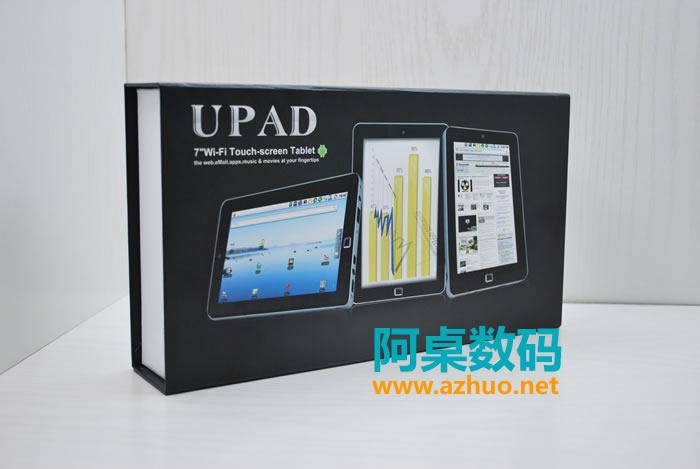 UPAD
7"Wi-Fi Touch-screen Tablet
the web,eMail,apps,music & movies at your fingertips
阿桌数码
www.azhuo.net